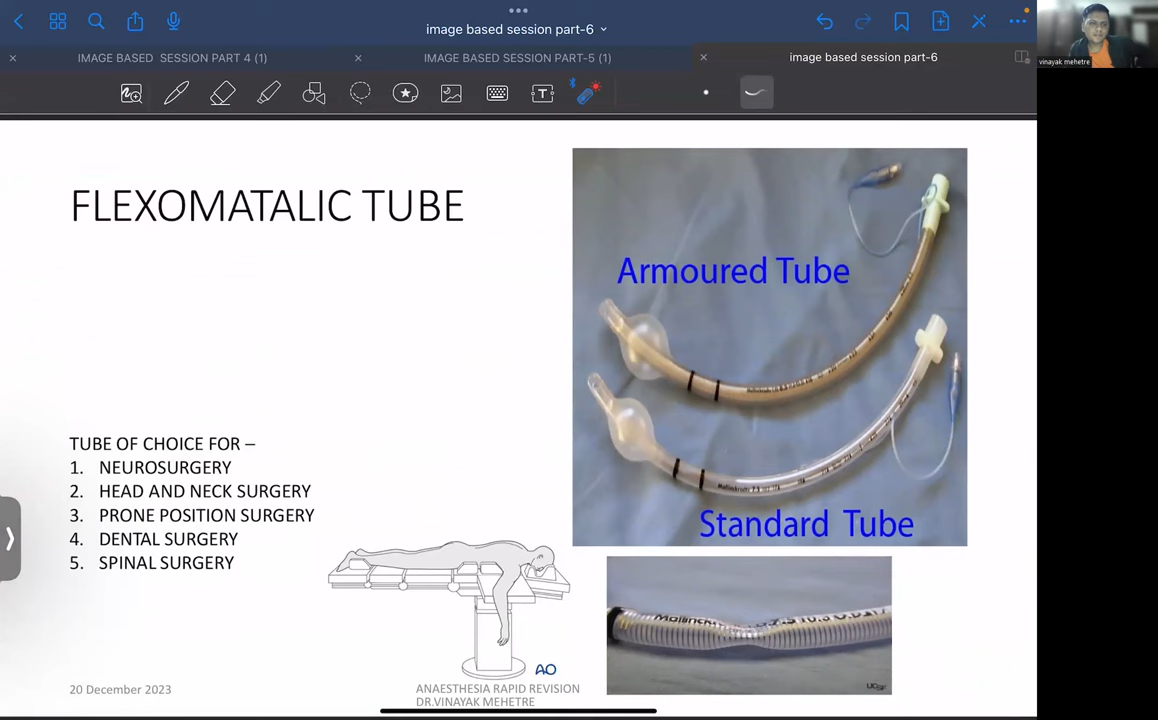 image based session part-6
IMAGE BASED SESSION PART 4 (1)
IMAGE BASED SESSION PART-5 (1)
image based session part-6
vinayak mehetre
FLEXOMATALIC TUBE
Armoured Tube
Standard Tube
TUBE OF CHOICE FOR –
1. NEUROSURGERY
2. HEAD AND NECK SURGERY
3. PRONE POSITION SURGERY
4. DENTAL SURGERY
5. SPINAL SURGERY
AO
UCSF
20 December 2023
ANAESTHESIA RAPID REVISION
DR.VINAYAK MEHETRE